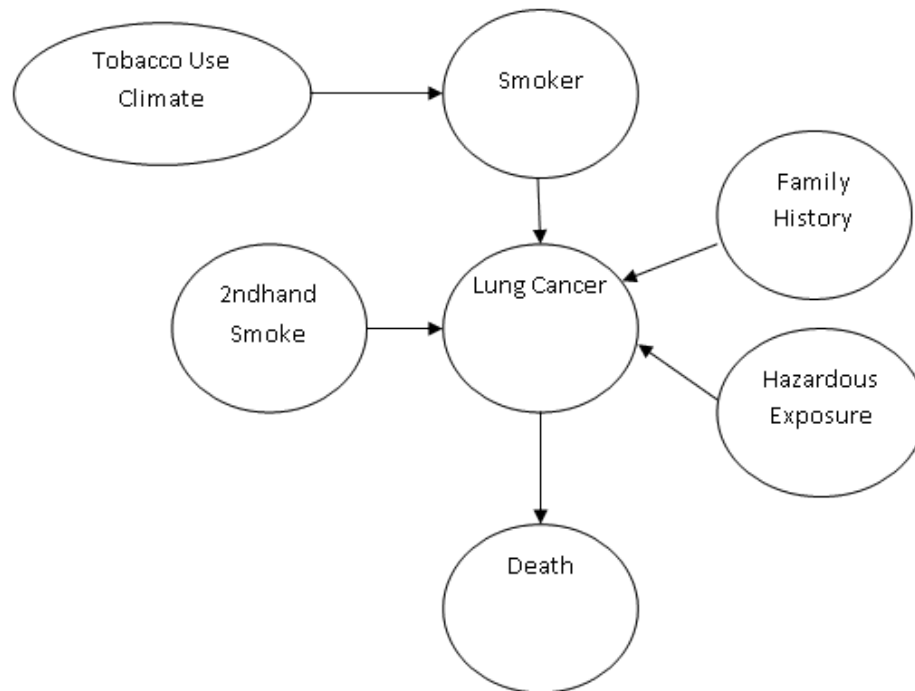 Tobacco Use
Climate
Smoker
Family
History
2ndhand
Smoke
Lung Cancer
Hazardous
Exposure
Death